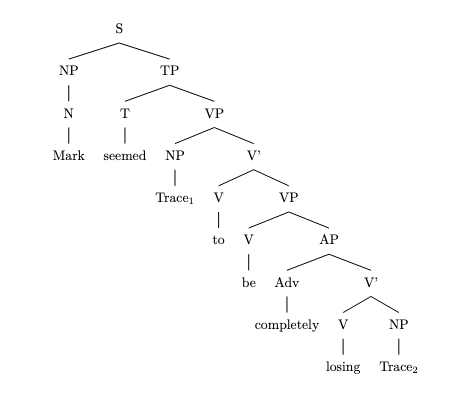 S
NP TP
N T VP
Mark seemed NP V'
Trace1 V VP
to V AP
be Adv V'
completely V NP
losing Trace2